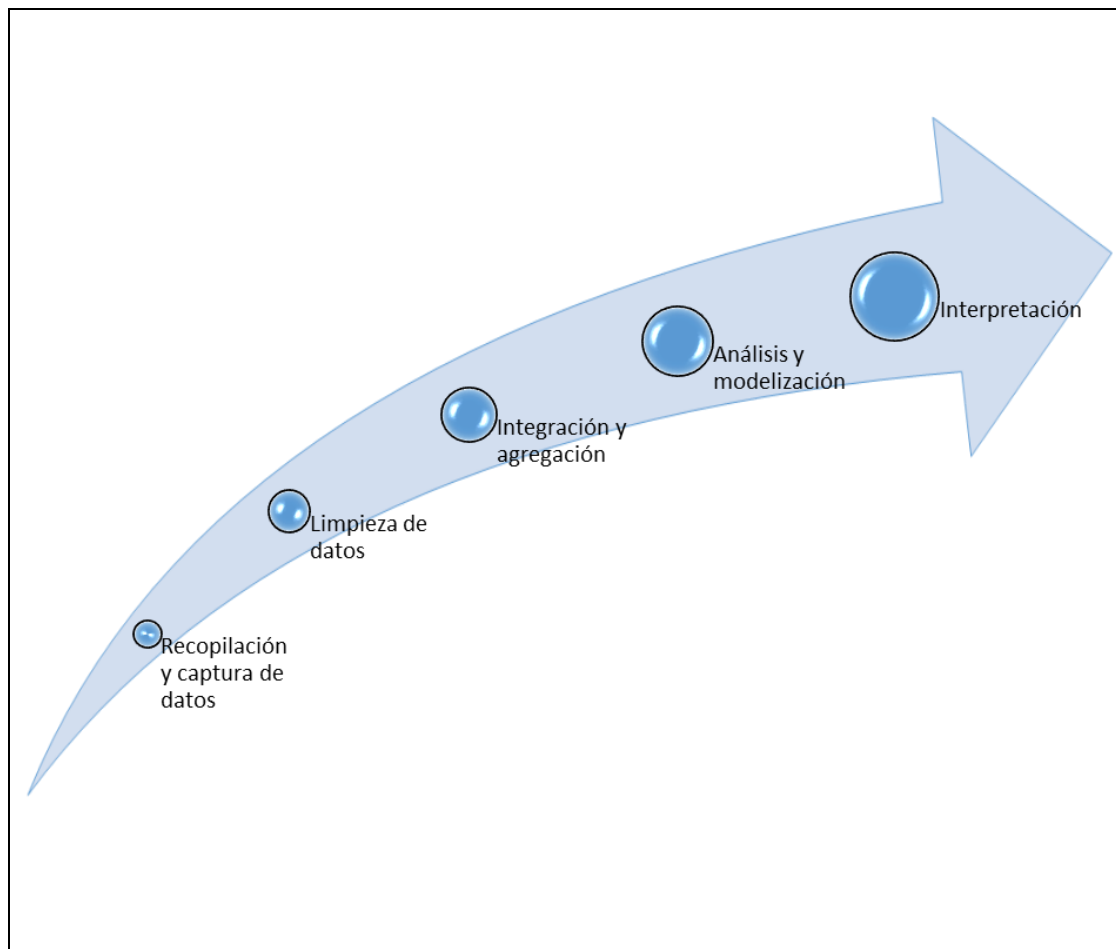 Recopilación
y captura de
datos
Limpieza de
datos
Integración y
agregación
Análisis y
modelización
Interpretación